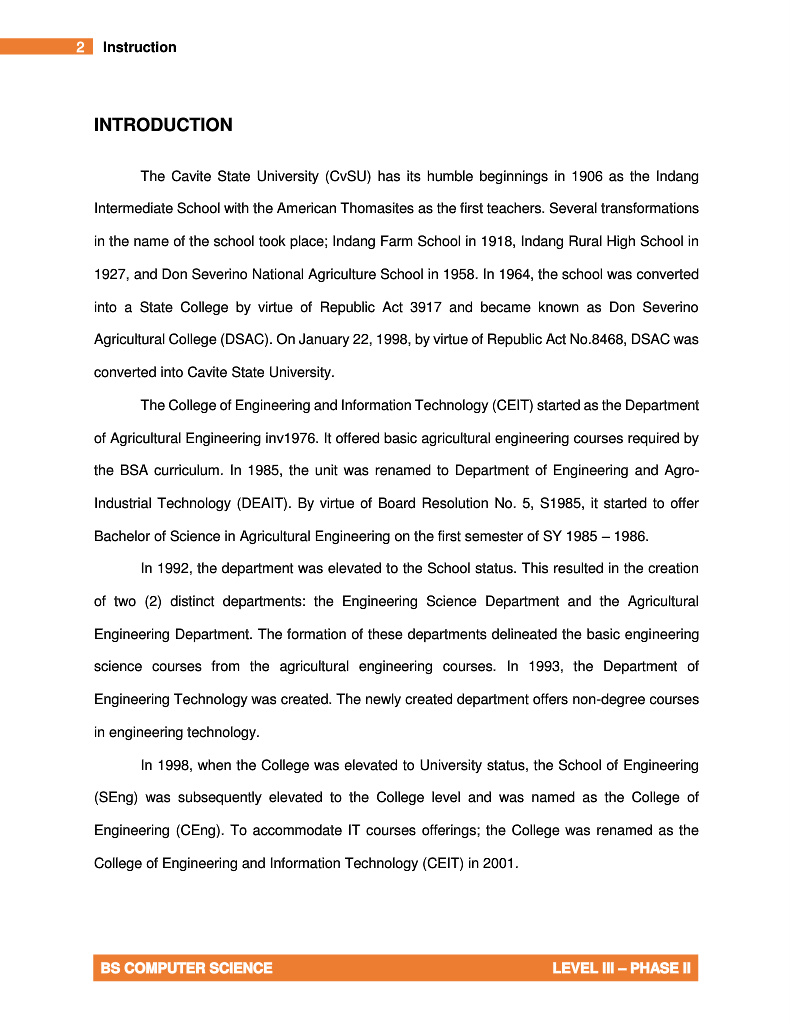 2 Instruction
INTRODUCTION
The Cavite State University (CvSU) has its humble beginnings in 1906 as the Indang
Intermediate School with the American Thomasites as the first teachers. Several transformations
in the name of the school took place; Indang Farm School in 1918, Indang Rural High School in
1927, and Don Severino National Agriculture School in 1958. In 1964, the school was converted
into a State College by virtue of Republic Act 3917 and became known as Don Severino
Agricultural College (DSAC). On January 22, 1998, by virtue of Republic Act No.8468, DSAC was
converted into Cavite State University.
The College of Engineering and Information Technology (CEIT) started as the Department
of Agricultural Engineering inv1976. It offered basic agricultural engineering courses required by
the BSA curriculum. In 1985, the unit was renamed to Department of Engineering and Agro-
Industrial Technology (DEAIT). By virtue of Board Resolution No. 5, S1985, it started to offer
Bachelor of Science in Agricultural Engineering on the first semester of SY 1985 – 1986.
In 1992, the department was elevated to the School status. This resulted in the creation
of two (2) distinct departments: the Engineering Science Department and the Agricultural
Engineering Department. The formation of these departments delineated the basic engineering
science courses from the agricultural engineering courses. In 1993, the Department of
Engineering Technology was created. The newly created department offers non-degree courses
in engineering technology.
In 1998, when the College was elevated to University status, the School of Engineering
(SEng) was subsequently elevated to the College level and was named as the College of
Engineering (CEng). To accommodate IT courses offerings; the College was renamed as the
College of Engineering and Information Technology (CEIT) in 2001.
BS COMPUTER SCIENCE LEVEL III – PHASE II